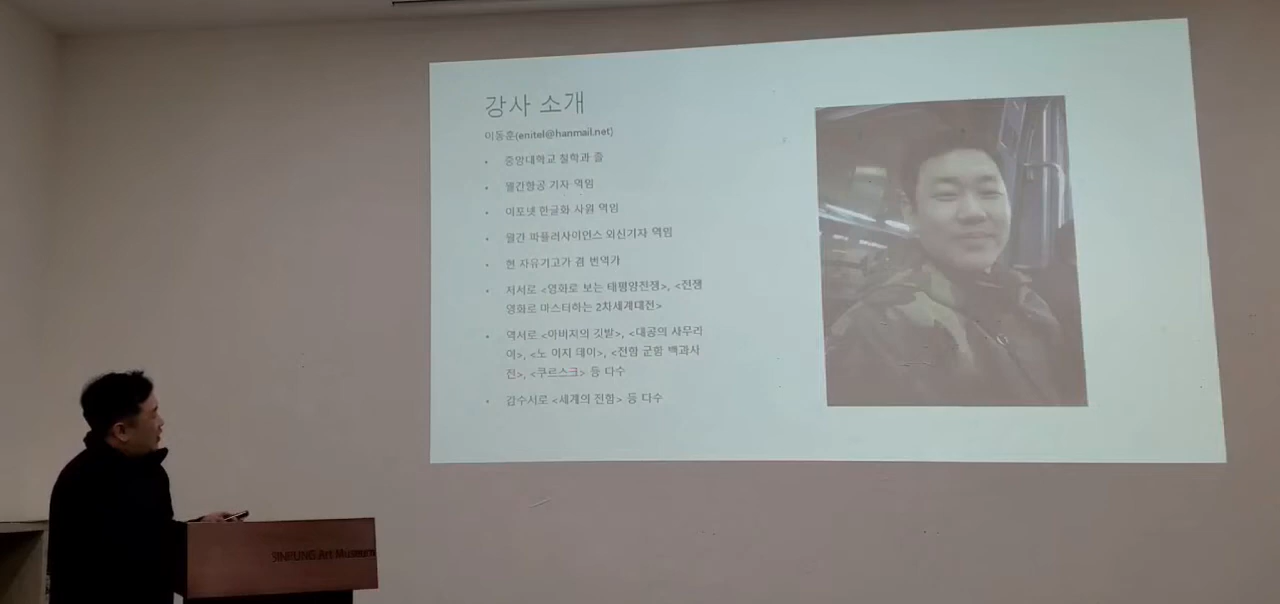 강사 소개
이동훈(enitel@hanmail.net)
• 중앙대학교 철학과 졸
• 월간항공 기자 역임
• 이포넷 한글화 사원 역임
• 월간 파퓰러사이언스 외신기자 역임
• 현 자유기고가 겸 번역가
• 저서로 <영화로 보는 태평양전쟁>, <전쟁
영화로 마스터하는 2차세계대전>
• 역서로 <아버지의 깃발>, <대공의 사무라
이>, <노 이지 데이>, <전함 군함 백과사
전>, <쿠르스크> 등 다수
• 감수서로 <세계의 전함> 등 다수
SINPUNG Art Museum